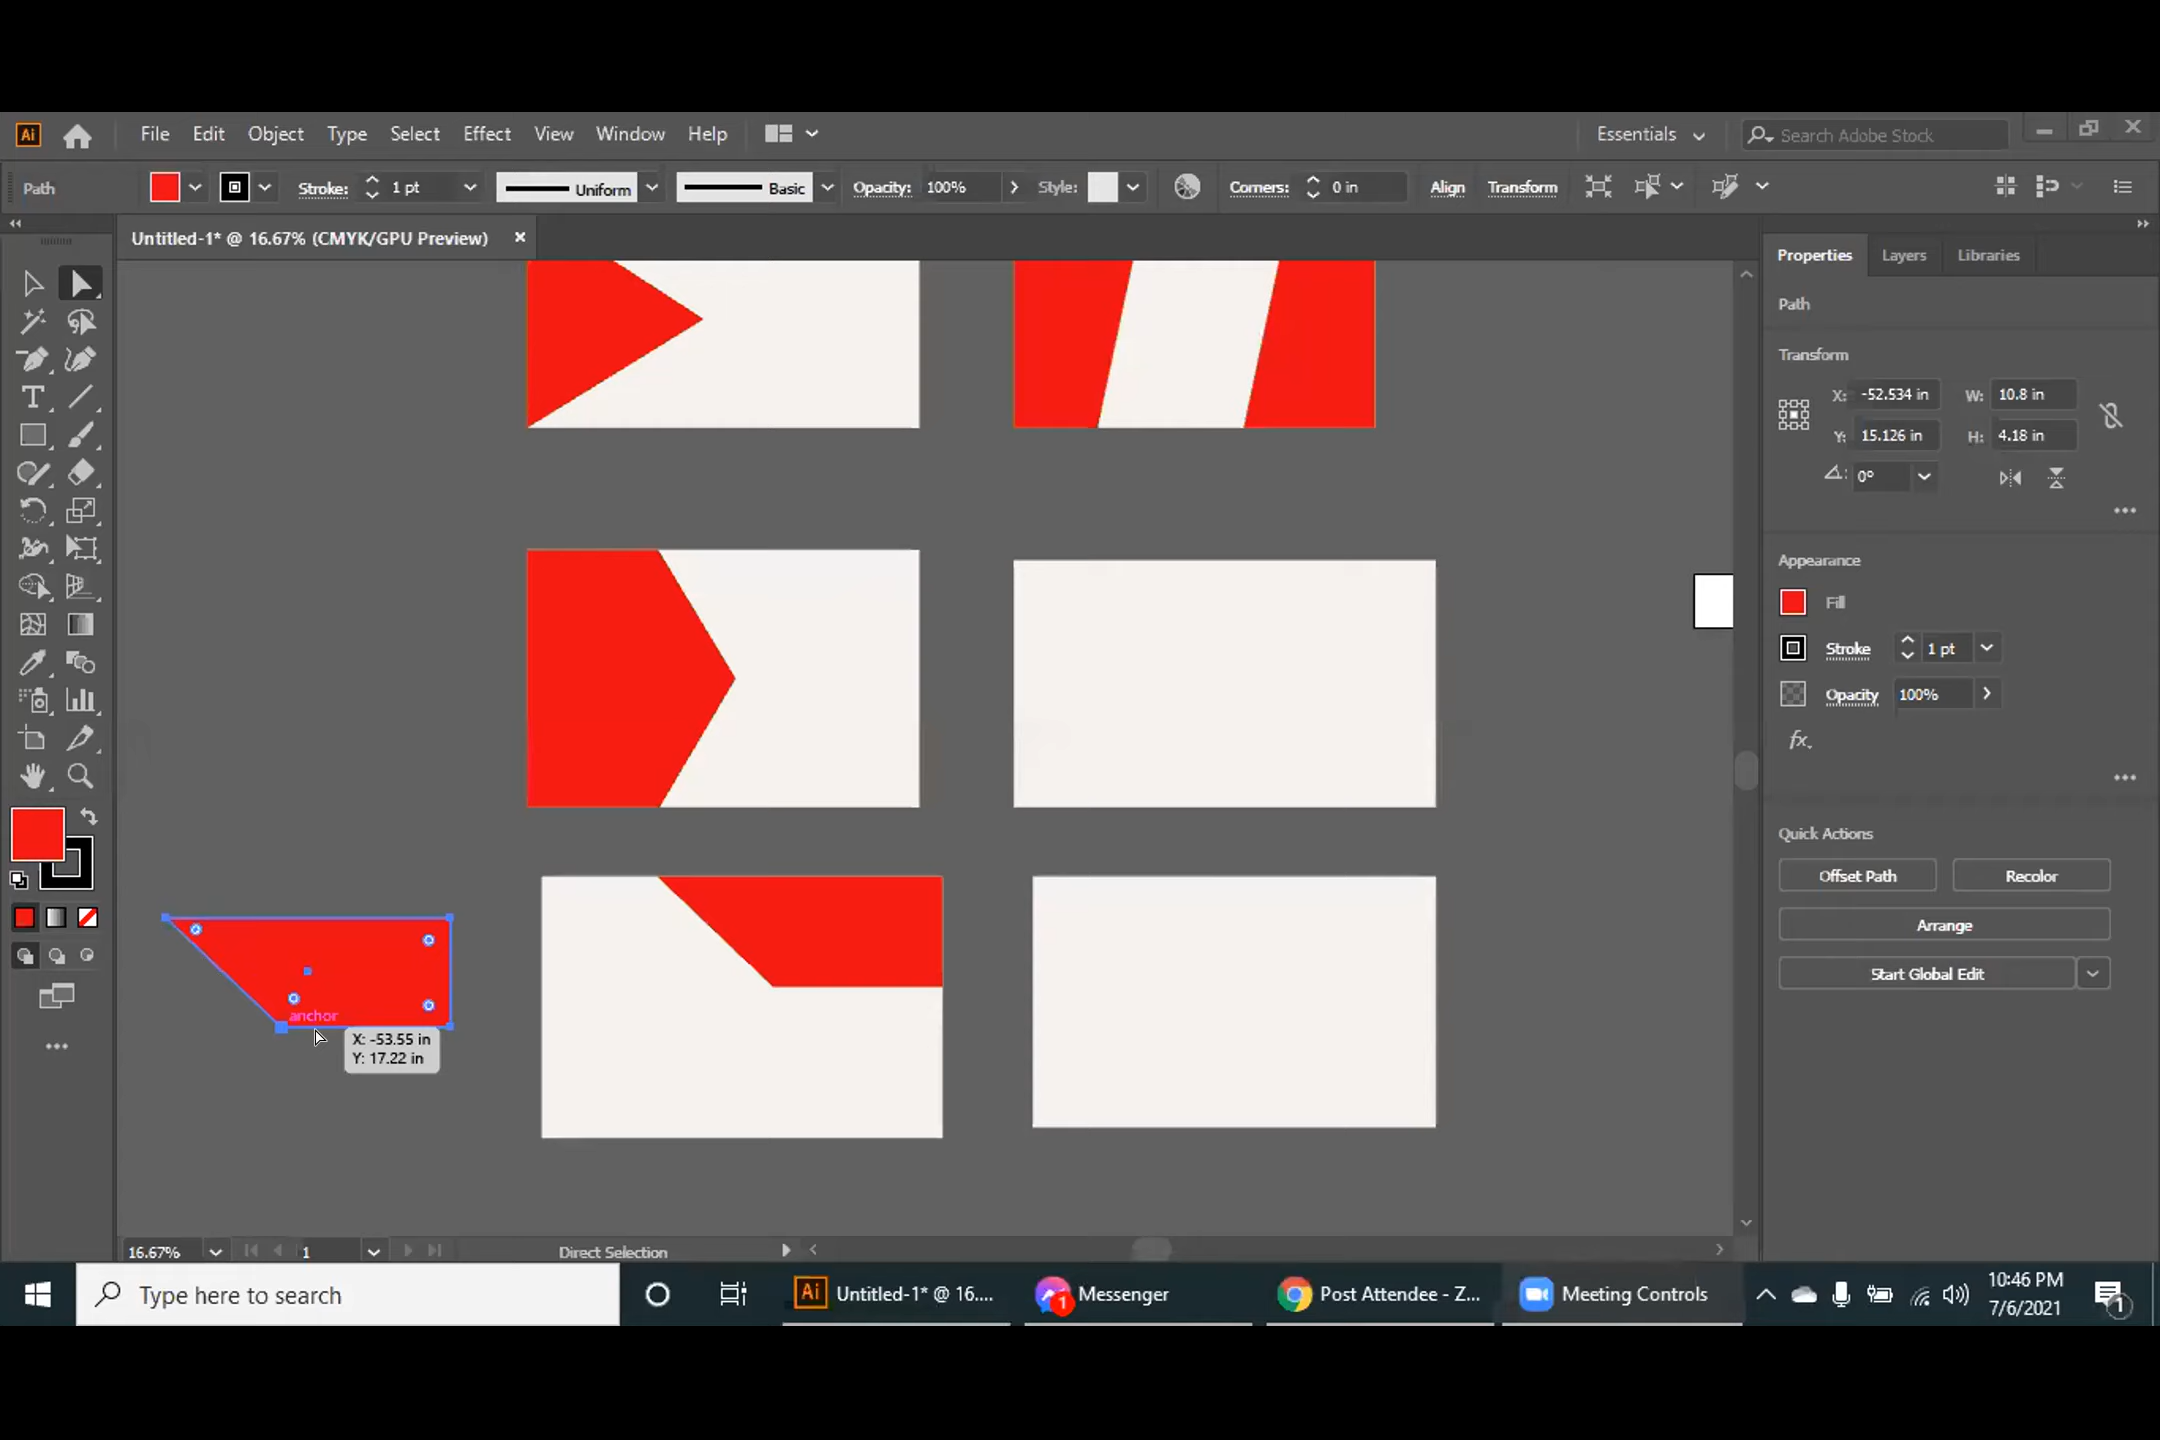 Ai File Edit Object Type Select Effect View Window Help Essentials Search Adobe Stock
Path Stroke: 1 pt Uniform Basic Opacity: 100% Style: Corners: 0 in Align Transform
Untitled-1* @ 16.67% (CMYK/GPU Preview)
Properties Layers Libraries
Path
Transform
X: -52.534 in W: 10.8 in
Y: 15.126 in H: 4.18 in
0°
Appearance
Fill
Stroke 1 pt
Opacity 100%
fx.
Quick Actions
Offset Path Recolor
Arrange
Start Global Edit
anchor
X: -53.55 in
Y: 17.22 in
16.67% 1 Direct Selection
Type here to search
Ai Untitled-1* @ 16....
1 Messenger
Post Attendee - Z...
Meeting Controls
10:46 PM
7/6/2021
1